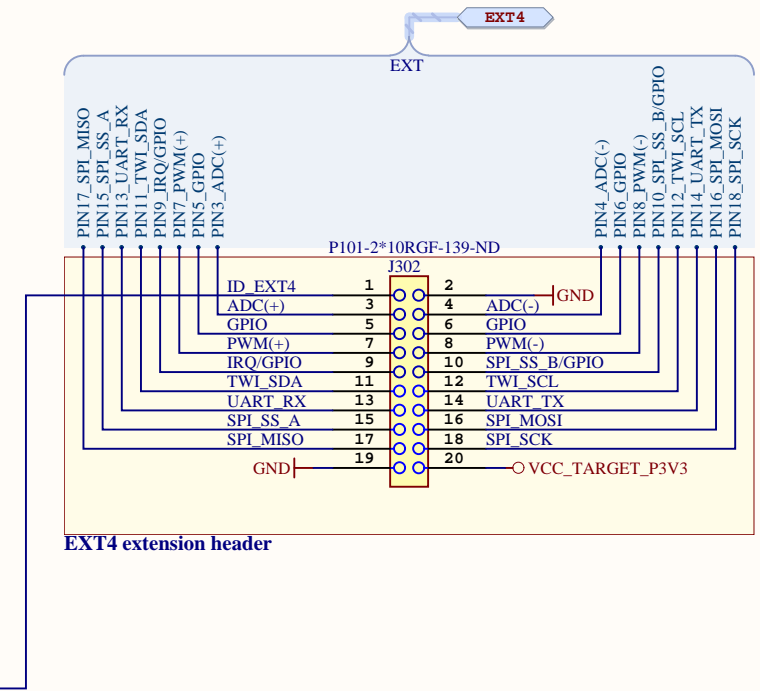 EXT4
EXT
PIN17_SPI_MISO
PIN15_SPI_SS_A
PIN13_UART_RX
PIN11_TWI_SDA
PIN9_IRQ/GPIO
PIN7_PWM(+)
PIN5_GPIO
PIN3_ADC(+)
PIN4_ADC(-)
PIN6_GPIO
PIN8_PWM(-)
PIN10_SPI_SS_B/GPIO
PIN12_TWI_SCL
PIN14_UART_TX
PIN16_SPI_MOSI
PIN18_SPI_SCK
P101-2*10RGF-139-ND
J302
ID_EXT4 1 2 GND
ADC(+) 3 4 ADC(-)
GPIO 5 6 GPIO
PWM(+) 7 8 PWM(-)
IRQ/GPIO 9 10 SPI_SS_B/GPIO
TWI_SDA 11 12 TWI_SCL
UART_RX 13 14 UART_TX
SPI_SS_A 15 16 SPI_MOSI
SPI_MISO 17 18 SPI_SCK
GND 19 20 VCC_TARGET_P3V3
EXT4 extension header